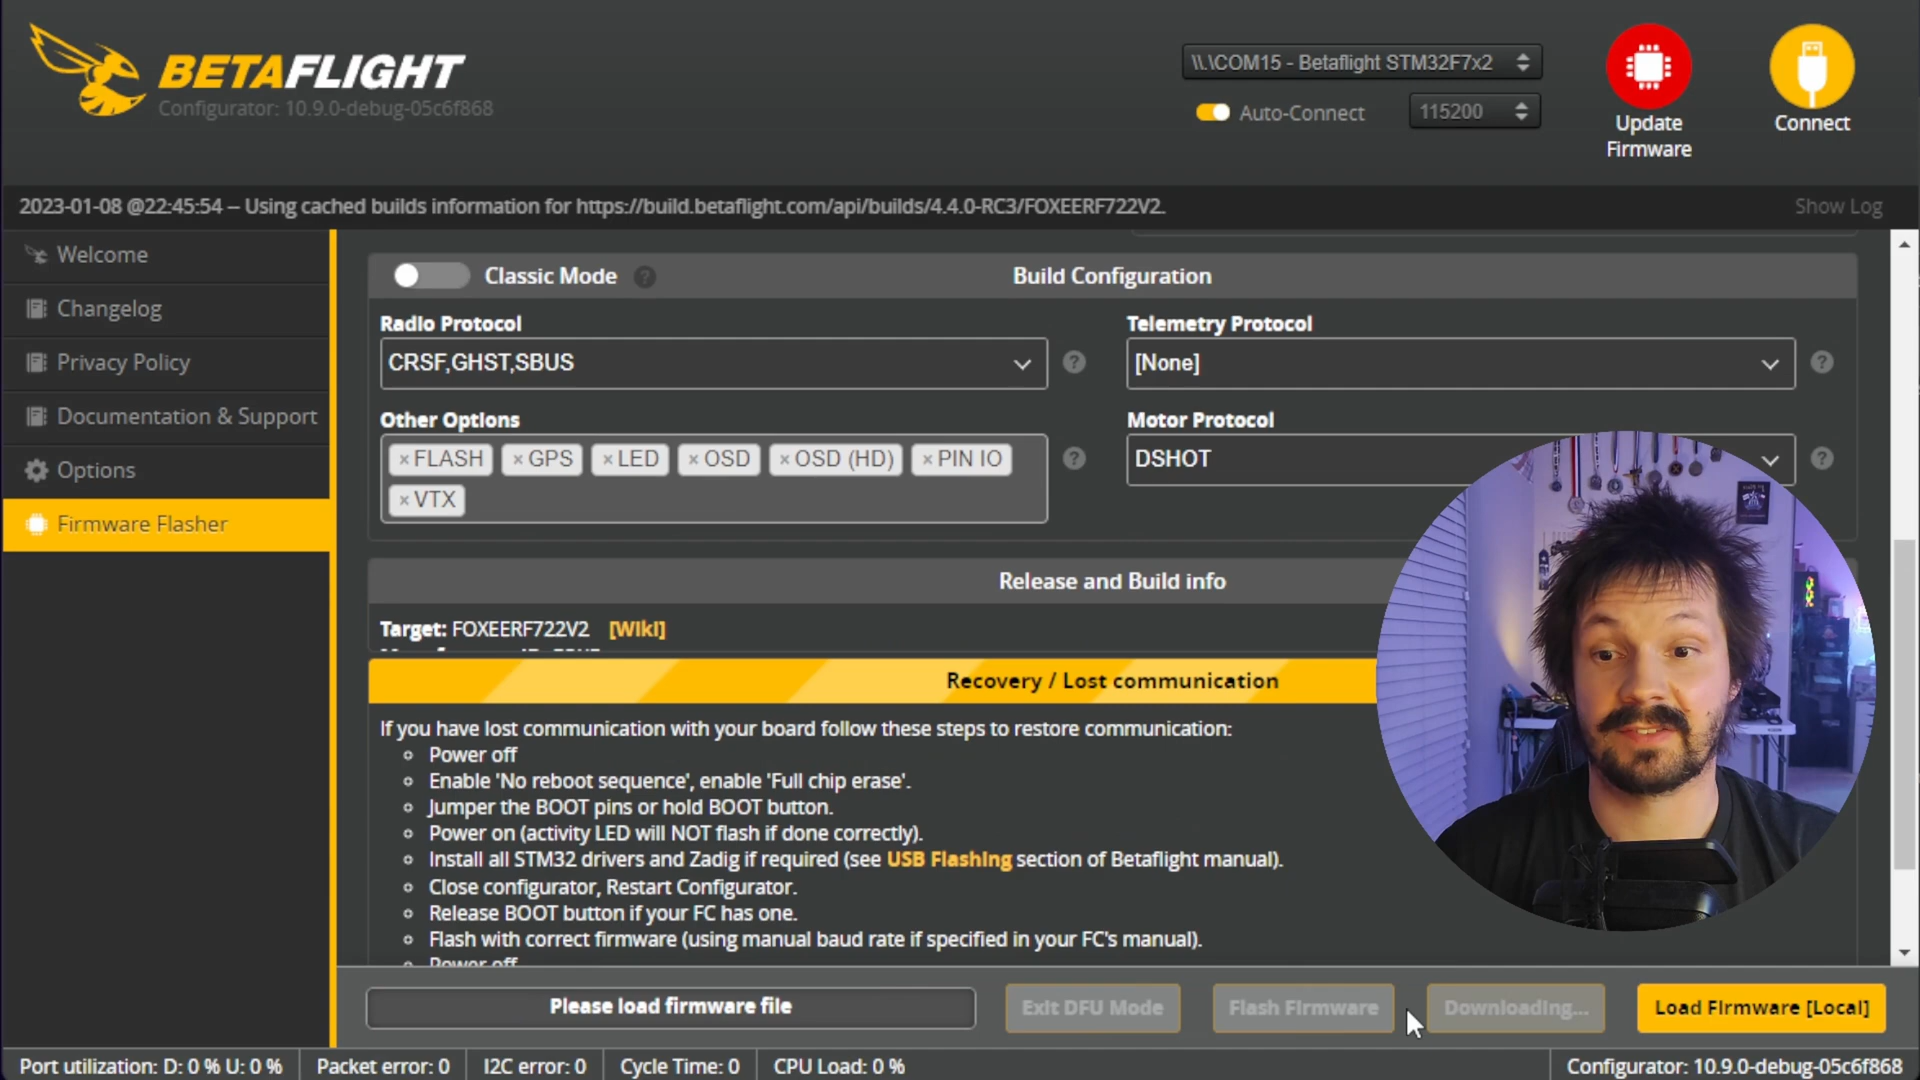 BETAFLIGHT
Configurator: 10.9.0-debug-05c6f868
\\.\COM15 - Betaflight STM32F7x2
Auto-Connect
115200
Update
Firmware
Connect
2023-01-08 @22:45:54 -- Using cached builds information for https://build.betaflight.com/api/builds/4.4.0-RC3/FOXEERF722V2.
Show Log
Welcome
Changelog
Privacy Policy
Documentation & Support
Options
Firmware Flasher
Classic Mode
Build Configuration
Radio Protocol
CRSF,GHST,SBUS
Telemetry Protocol
[None]
Other Options
×FLASH ×GPS ×LED ×OSD ×OSD (HD) ×PIN IO
×VTX
Motor Protocol
DSHOT
Release and Build info
Target: FOXEERF722V2 [Wiki]
Recovery / Lost communication
If you have lost communication with your board follow these steps to restore communication:
Power off
Enable 'No reboot sequence', enable 'Full chip erase'.
Jumper the BOOT pins or hold BOOT button.
Power on (activity LED will NOT flash if done correctly).
Install all STM32 drivers and Zadig if required (see USB Flashing section of Betaflight manual).
Close configurator, Restart Configurator.
Release BOOT button if your FC has one.
Flash with correct firmware (using manual baud rate if specified in your FC's manual).
Power off
Please load firmware file
Exit DFU Mode
Flash Firmware
Downloading...
Load Firmware [Local]
Port utilization: D: 0 % U: 0 %
Packet error: 0
I2C error: 0
Cycle Time: 0
CPU Load: 0 %
Configurator: 10.9.0-debug-05c6f868